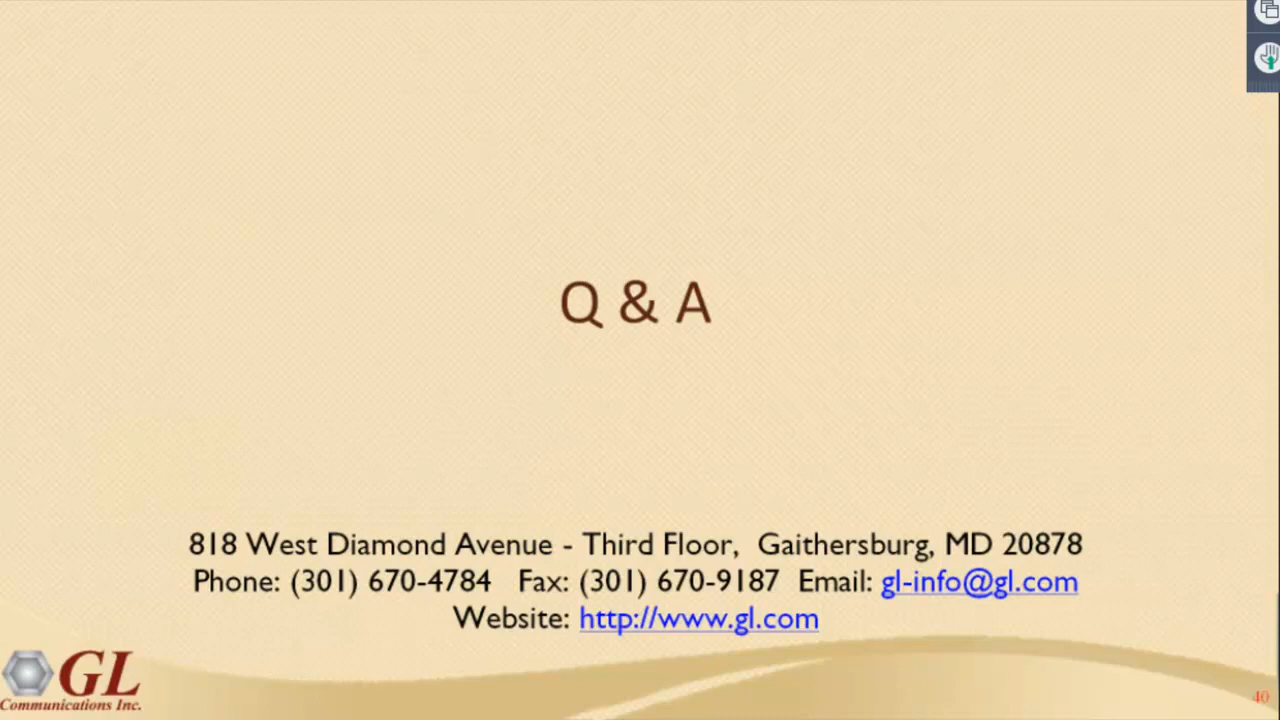 Q & A
818 West Diamond Avenue - Third Floor, Gaithersburg, MD 20878
Phone: (301) 670-4784 Fax: (301) 670-9187 Email: gl-info@gl.com
Website: http://www.gl.com
GL
Communications Inc.
40